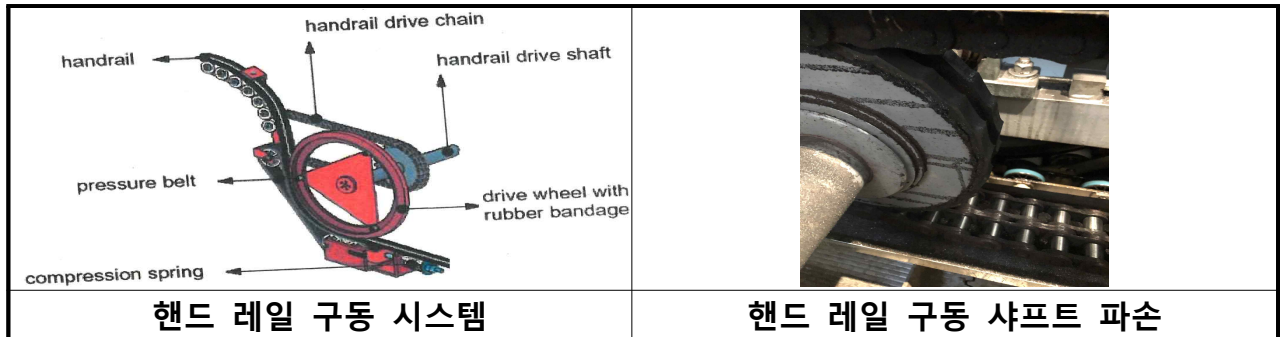 handrail drive chain
handrail
handrail drive shaft
pressure belt
drive wheel with
rubber bandage
compression spring
핸드 레일 구동 시스템
핸드 레일 구동 샤프트 파손